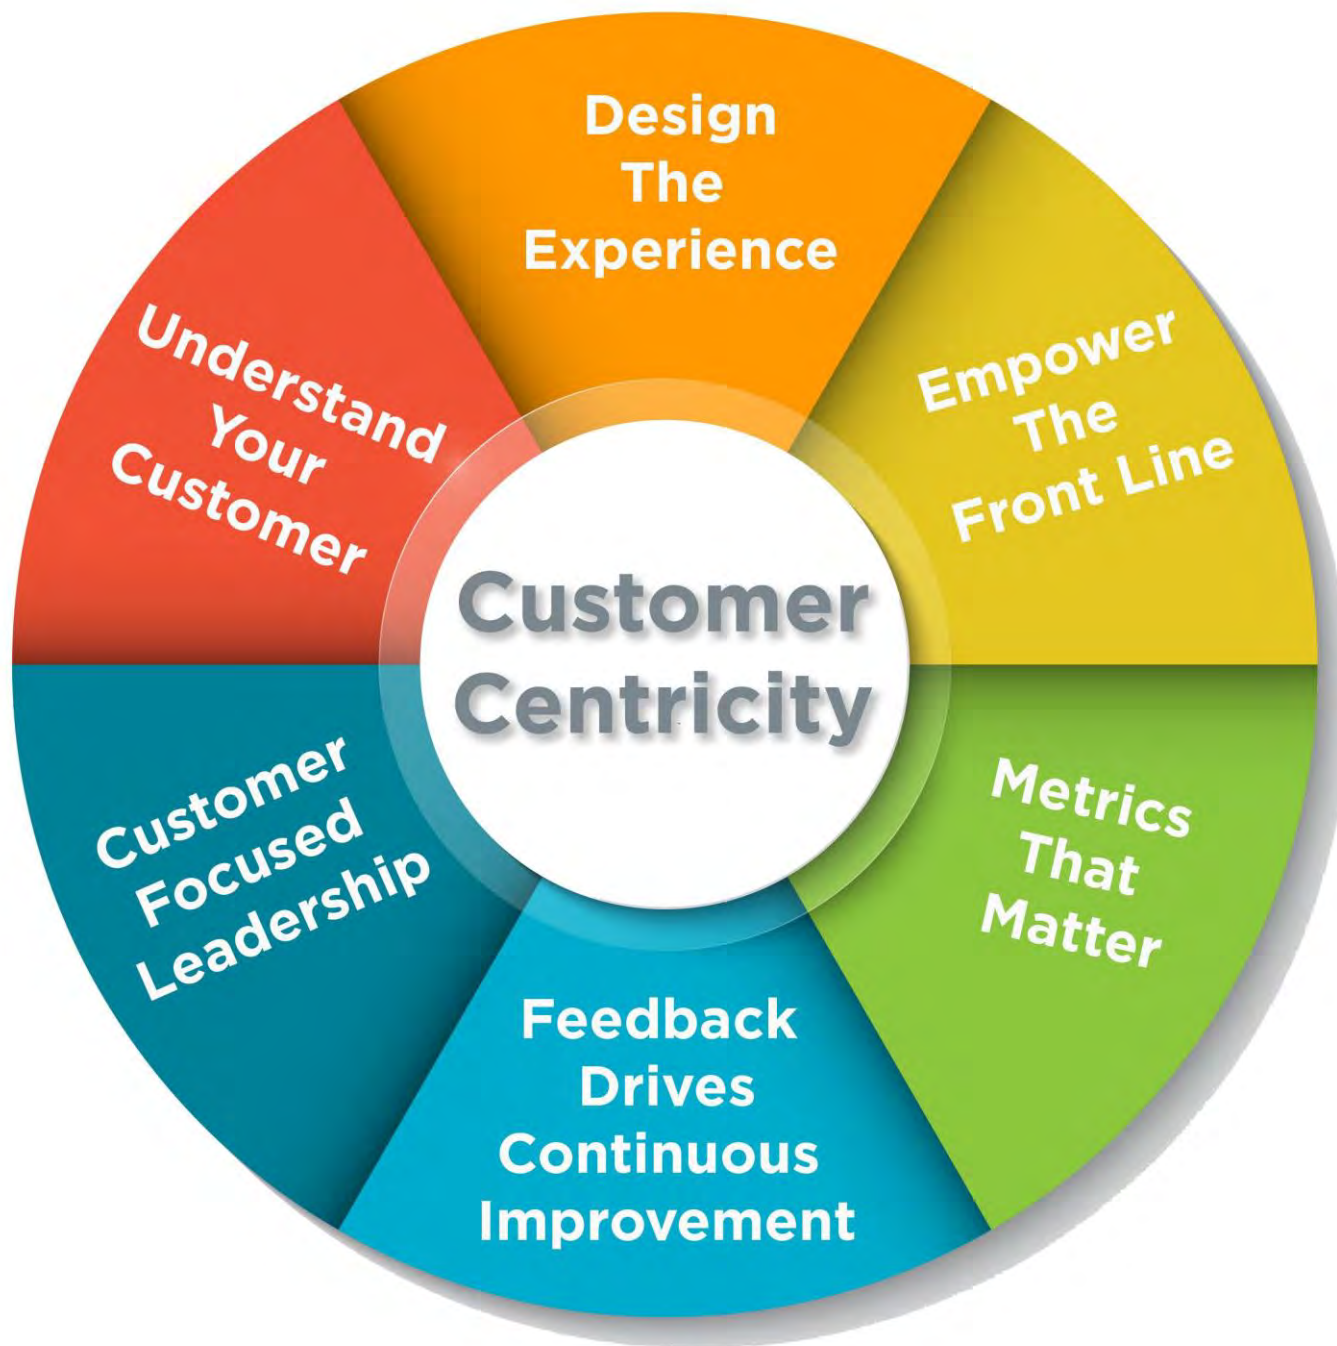 Design
The
Experience
Empower
The
Front Line
Metrics
That
Matter
Feedback
Drives
Continuous
Improvement
Customer
Focused
Leadership
Understand
Your
Customer
Customer
Centricity